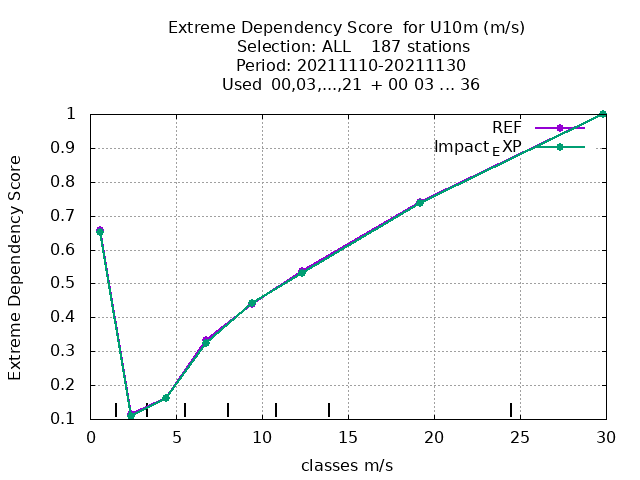 Extreme Dependency Score  for U10m (m/s)
Selection: ALL    187 stations
Period: 20211110-20211130
Used  00,03,...,21  + 00 03 ... 36
REF
Impact_EXP
Extreme Dependency Score
1
0.9
0.8
0.7
0.6
0.5
0.4
0.3
0.2
0.1
0 5 10 15 20 25 30
classes m/s